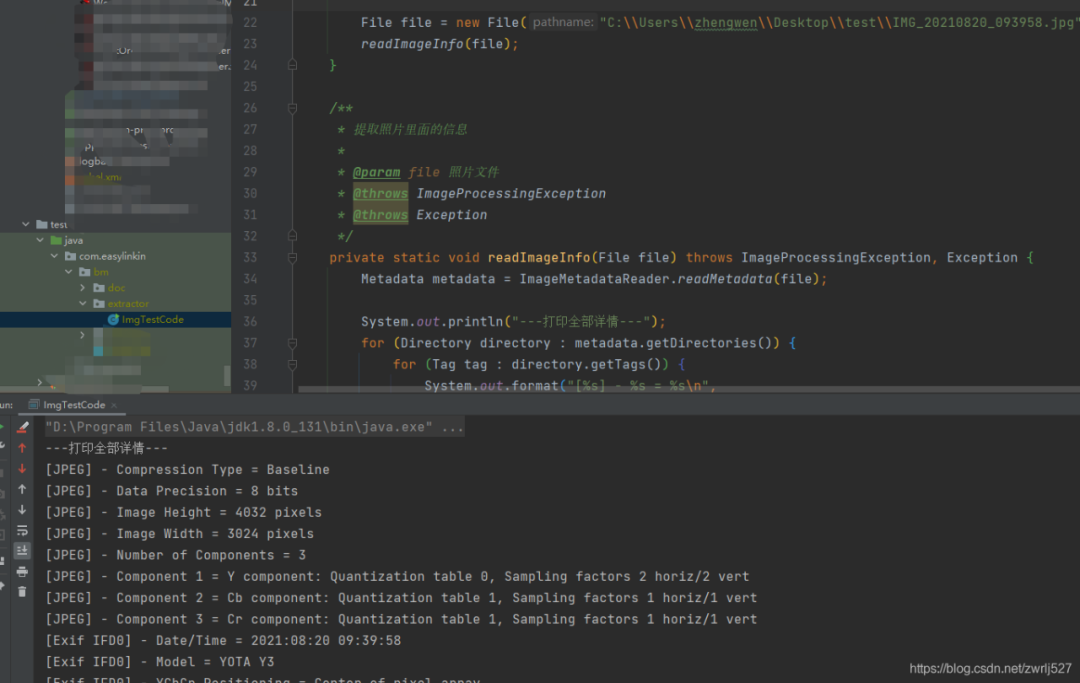 21
22 File file = new File( pathname: "C:\\Users\\zhengwen\\Desktop\\test\\IMG_20210820_093958.jpg"
23 readImageInfo(file);
24 }
25
26 /**
27 * 提取照片里面的信息
28 *
29 * @param file 照片文件
30 * @throws ImageProcessingException
31 * @throws Exception
32 */
33 private static void readImageInfo(File file) throws ImageProcessingException, Exception {
34 Metadata metadata = ImageMetadataReader.readMetadata(file);
35
36 System.out.println("---打印全部详情---");
37 for (Directory directory : metadata.getDirectories()) {
38 for (Tag tag : directory.getTags()) {
39 System.out.format("[%s] - %s = %s\n",
test
java
com.easylinkin
bm
doc
extractor
ImgTestCode
un: ImgTestCode ×
"D:\Program Files\Java\jdk1.8.0_131\bin\java.exe" ...
---打印全部详情---
[JPEG] - Compression Type = Baseline
[JPEG] - Data Precision = 8 bits
[JPEG] - Image Height = 4032 pixels
[JPEG] - Image Width = 3024 pixels
[JPEG] - Number of Components = 3
[JPEG] - Component 1 = Y component: Quantization table 0, Sampling factors 2 horiz/2 vert
[JPEG] - Component 2 = Cb component: Quantization table 1, Sampling factors 1 horiz/1 vert
[JPEG] - Component 3 = Cr component: Quantization table 1, Sampling factors 1 horiz/1 vert
[Exif IFD0] - Date/Time = 2021:08:20 09:39:58
[Exif IFD0] - Model = YOTA Y3
[Exif IFD0] - YCbCr Positioning = Center of pixel array
https://blog.csdn.net/zwrlj527